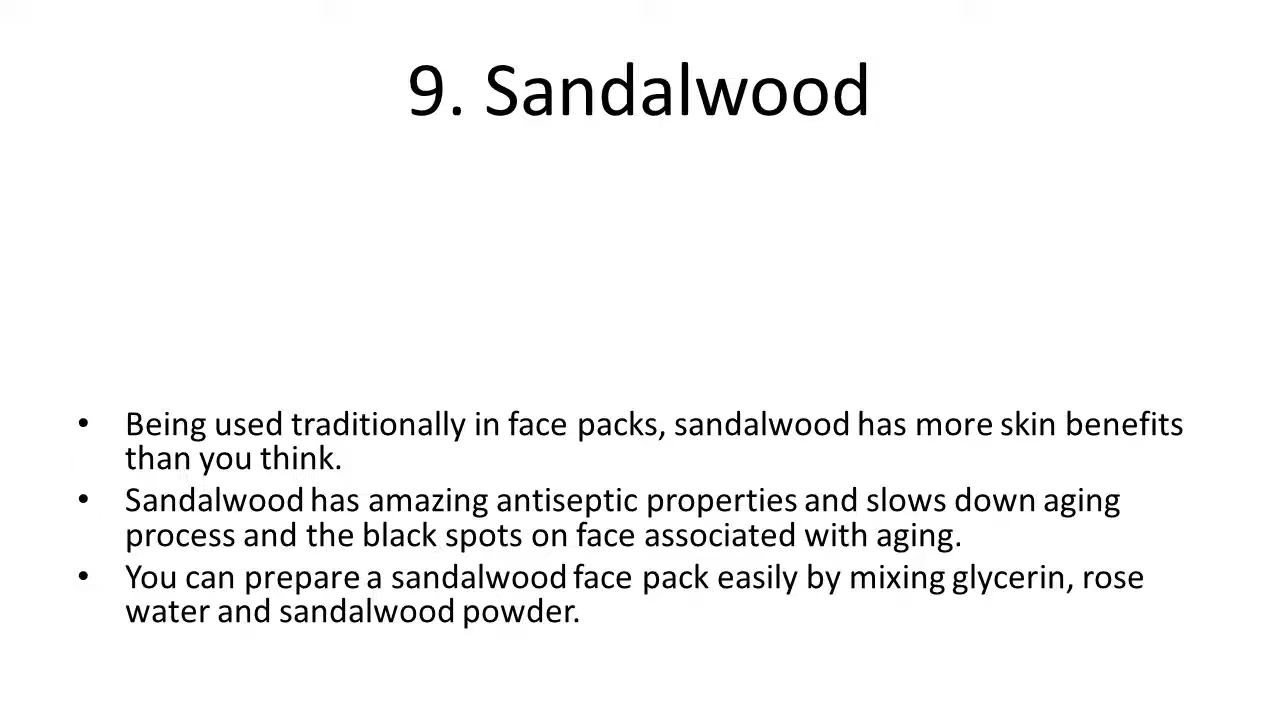 9. Sandalwood
• Being used traditionally in face packs, sandalwood has more skin benefits
than you think.
• Sandalwood has amazing antiseptic properties and slows down aging
process and the black spots on face associated with aging.
• You can prepare a sandalwood face pack easily by mixing glycerin, rose
water and sandalwood powder.